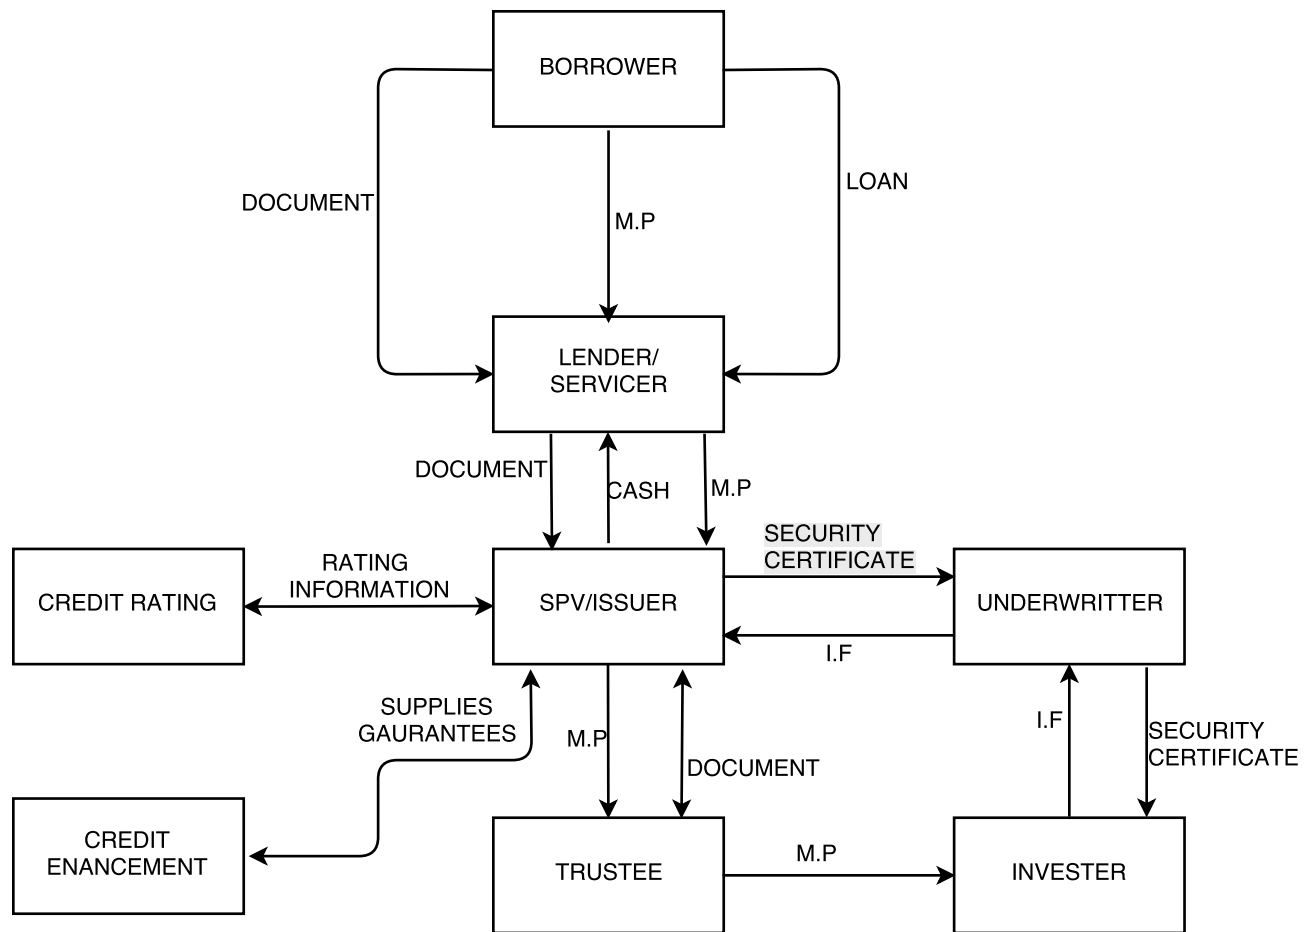 BORROWER
DOCUMENT
M.P
LOAN
LENDER/
SERVICER
DOCUMENT
CASH
M.P
SECURITY
CERTIFICATE
RATING
INFORMATION
CREDIT RATING
SPV/ISSUER
UNDERWRITTER
I.F
SUPPLIES
GAURANTEES
M.P
DOCUMENT
I.F
SECURITY
CERTIFICATE
CREDIT
ENANCEMENT
TRUSTEE
M.P
INVESTER